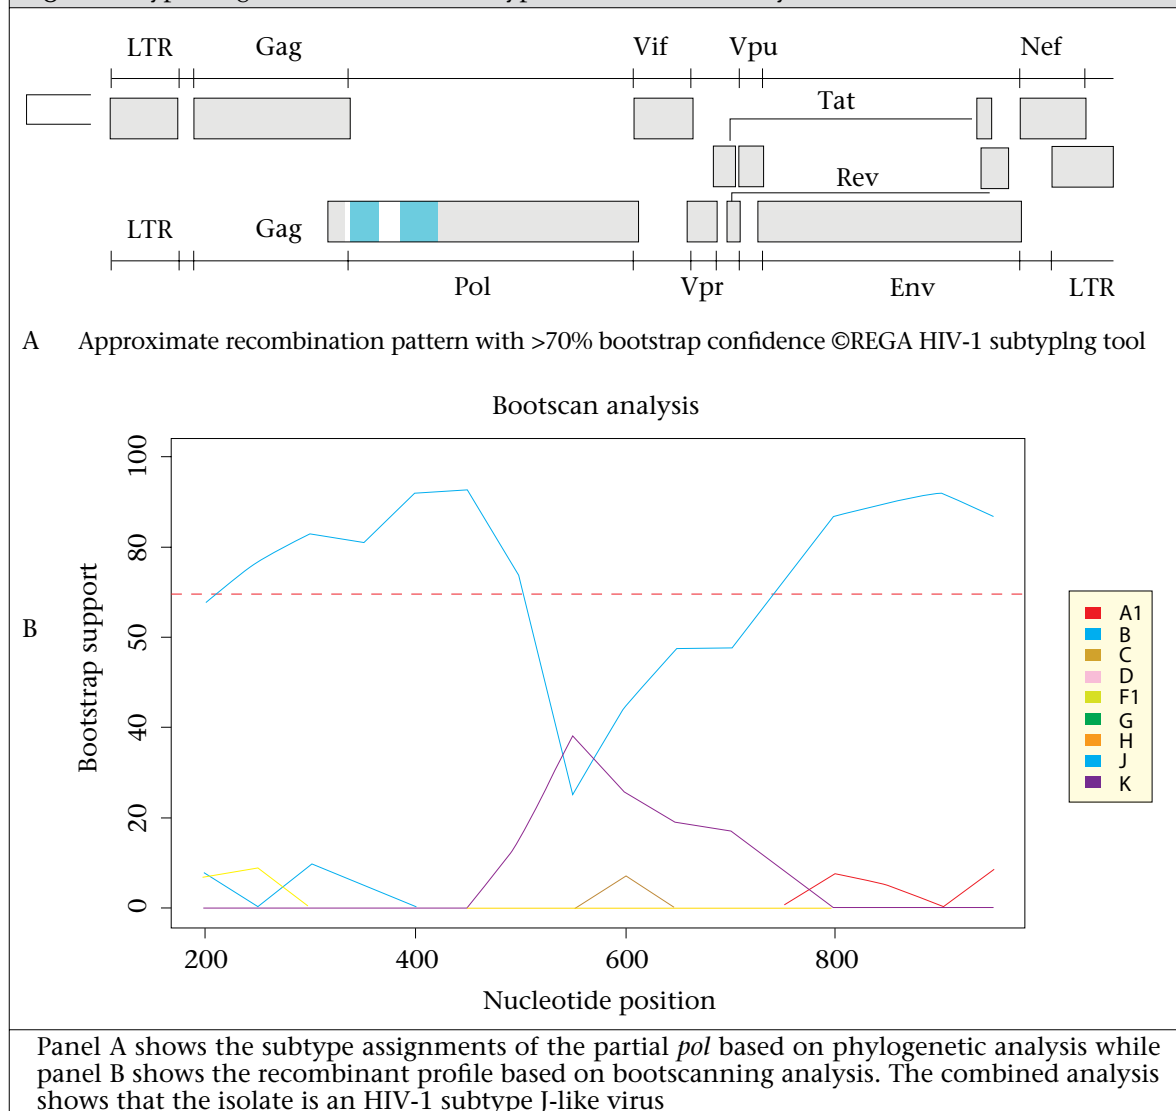 LTR Gag Vif Vpu Nef
Tat
Rev
LTR Gag
Pol Vpr Env LTR
A Approximate recombination pattern with >70% bootstrap confidence ©REGA HIV-1 subtyplng tool
Bootscan analysis
100
80
50
40
20
0
Bootstrap support
B
A1
B
C
D
F1
G
H
J
K
200 400 600 800
Nucleotide position
Panel A shows the subtype assignments of the partial pol based on phylogenetic analysis while
panel B shows the recombinant profile based on bootscanning analysis. The combined analysis
shows that the isolate is an HIV-1 subtype J-like virus